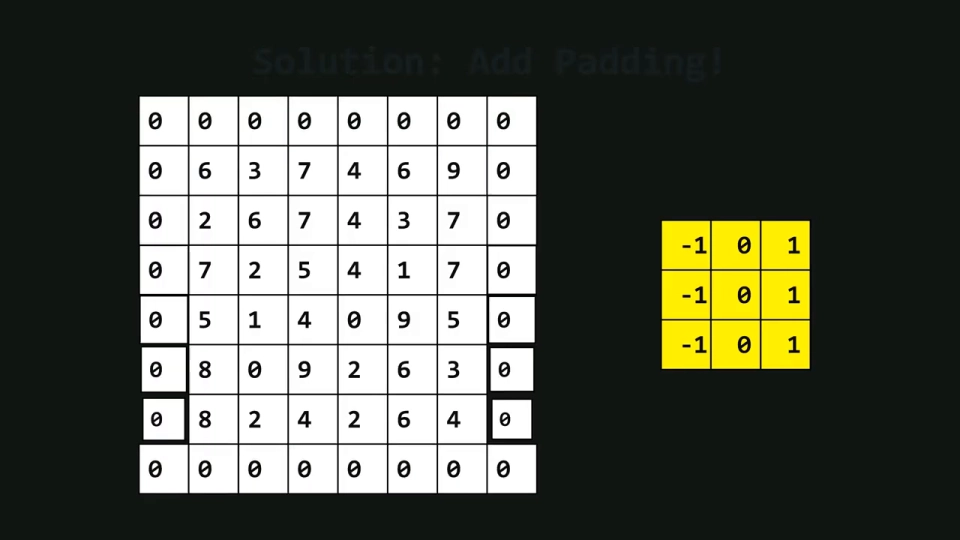 Solution: Add Padding!
0 0 0 0 0 0 0 0
0 6 3 7 4 6 9 0
0 2 6 7 4 3 7 0
-1 0 1
0 7 2 5 4 1 7 0
-1 0 1
0 5 1 4 0 9 5 0
-1 0 1
0 8 0 9 2 6 3 0
0 8 2 4 2 6 4 0
0 0 0 0 0 0 0 0